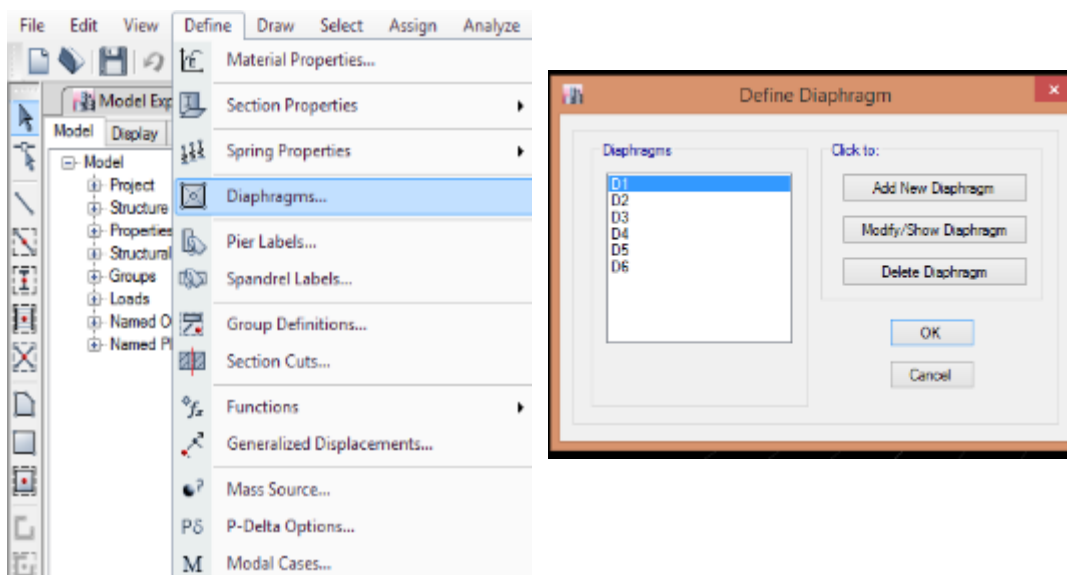 File Edit View Define Draw Select Assign Analyze
Material Properties...
Model Exp
Section Properties
Model Display
Spring Properties
Model
Project
Structure
Properties
Structural
Groups
Loads
Named O
Named Pl
Diaphragms...
Pier Labels...
Spandrel Labels...
Group Definitions...
Section Cuts...
Functions
Generalized Displacements...
Mass Source...
Pδ P-Delta Options...
M Modal Cases...
Define Diaphragm
Diaphragms
D1
D2
D3
D4
D5
D6
Click to:
Add New Diaphragm
Modify/Show Diaphragm
Delete Diaphragm
OK
Cancel